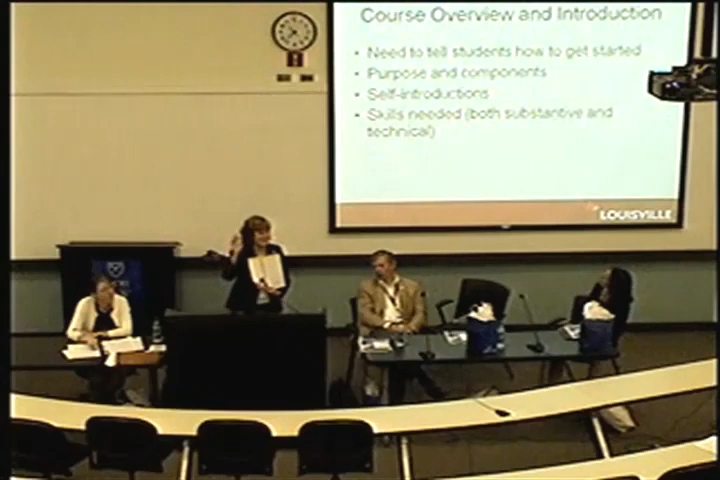 Course Overview and Introduction
• Need to tell students how to get started
• Purpose and components
• Self-introductions
• Skills needed (both substantive and
technical)
LOUISVILLE